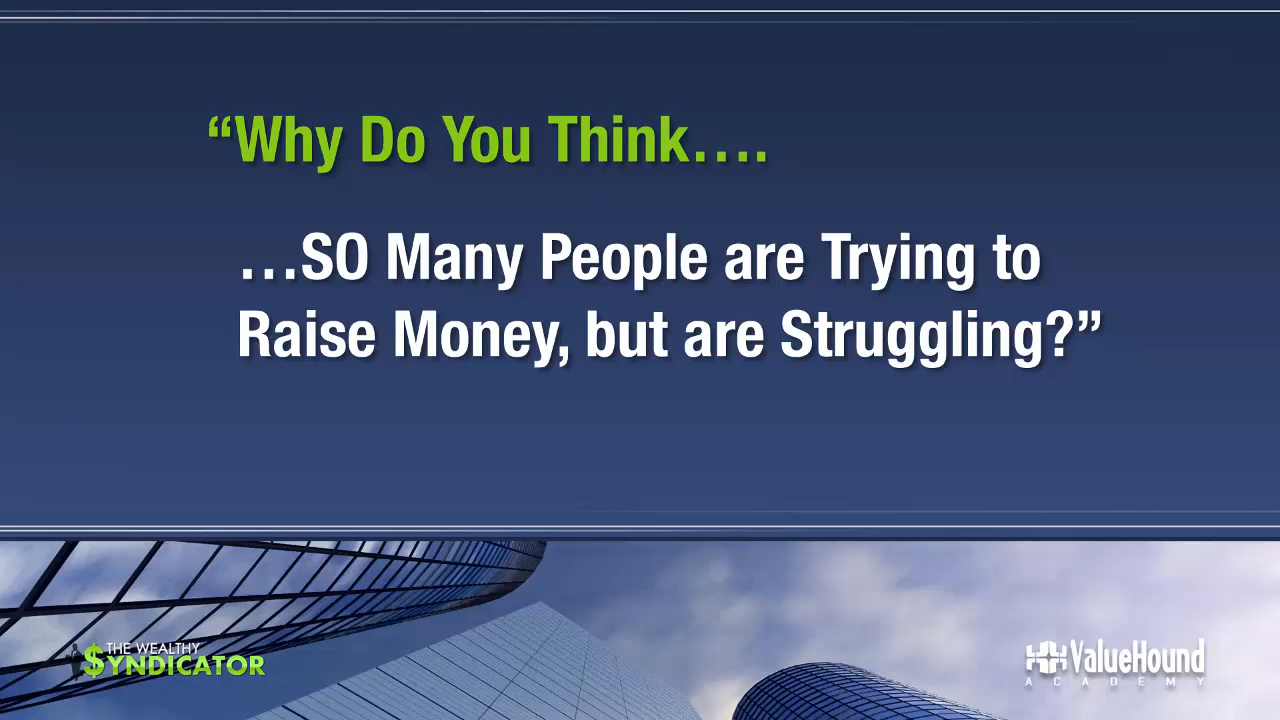 “Why Do You Think….
…SO Many People are Trying to
Raise Money, but are Struggling?”
THE WEALTHY
$YNDICATOR
ValueHound
ACADEMY